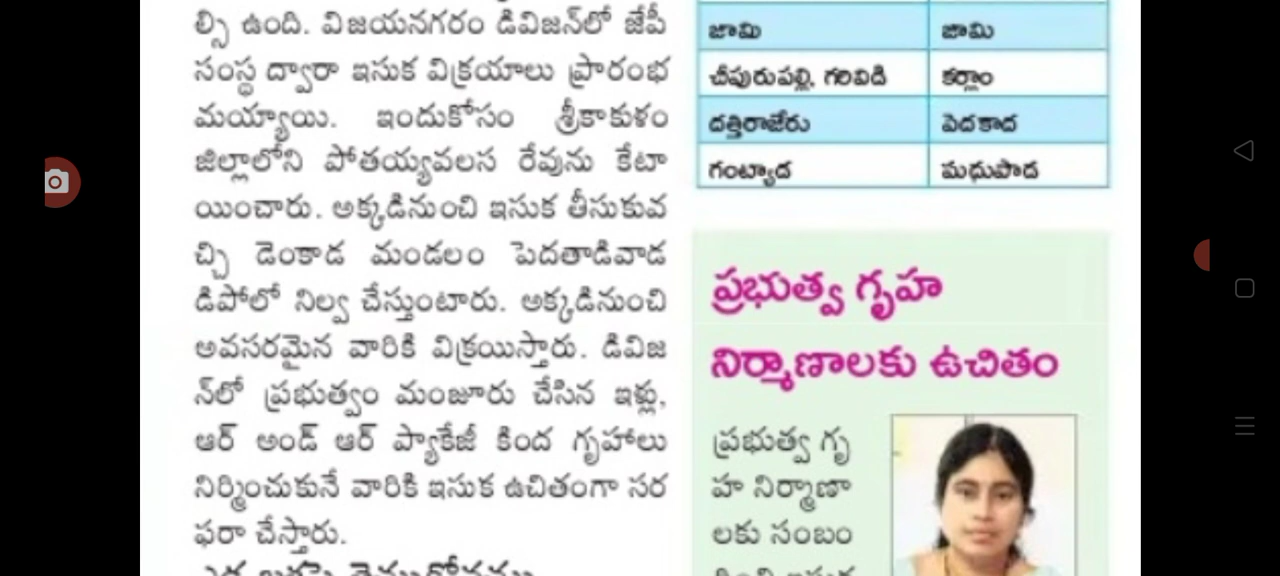 ల్సి ఉంది. విజయనగరం డివిజన్‌లో జేపీ
సంస్థ ద్వారా ఇసుక విక్రయాలు ప్రారంభ
మయ్యాయి. ఇందుకోసం శ్రీకాకుళం
జిల్లాలోని పోతయ్యవలస రేవును కేటా
యించారు. అక్కడినుంచి ఇసుక తీసుకువ
చ్చి డెంకాడ మండలం పెదతాడివాడ
డిపోలో నిల్వ చేస్తుంటారు. అక్కడినుంచి
అవసరమైన వారికి విక్రయిస్తారు. డివిజ
న్‌లో ప్రభుత్వం మంజూరు చేసిన ఇళ్లు,
ఆర్ అండ్ ఆర్ ప్యాకేజీ కింద గృహాలు
నిర్మించుకునే వారికి ఇసుక ఉచితంగా సర
ఫరా చేస్తారు.
జామి జామి
చీపురుపల్లి, గరివిడి కర్లాం
దత్తిరాజేరు పెదకాద
గంట్యాడ మధుపాడ
ప్రభుత్వ గృహ
నిర్మాణాలకు ఉచితం
ప్రభుత్వ గృ
హ నిర్మాణా
లకు సంబం